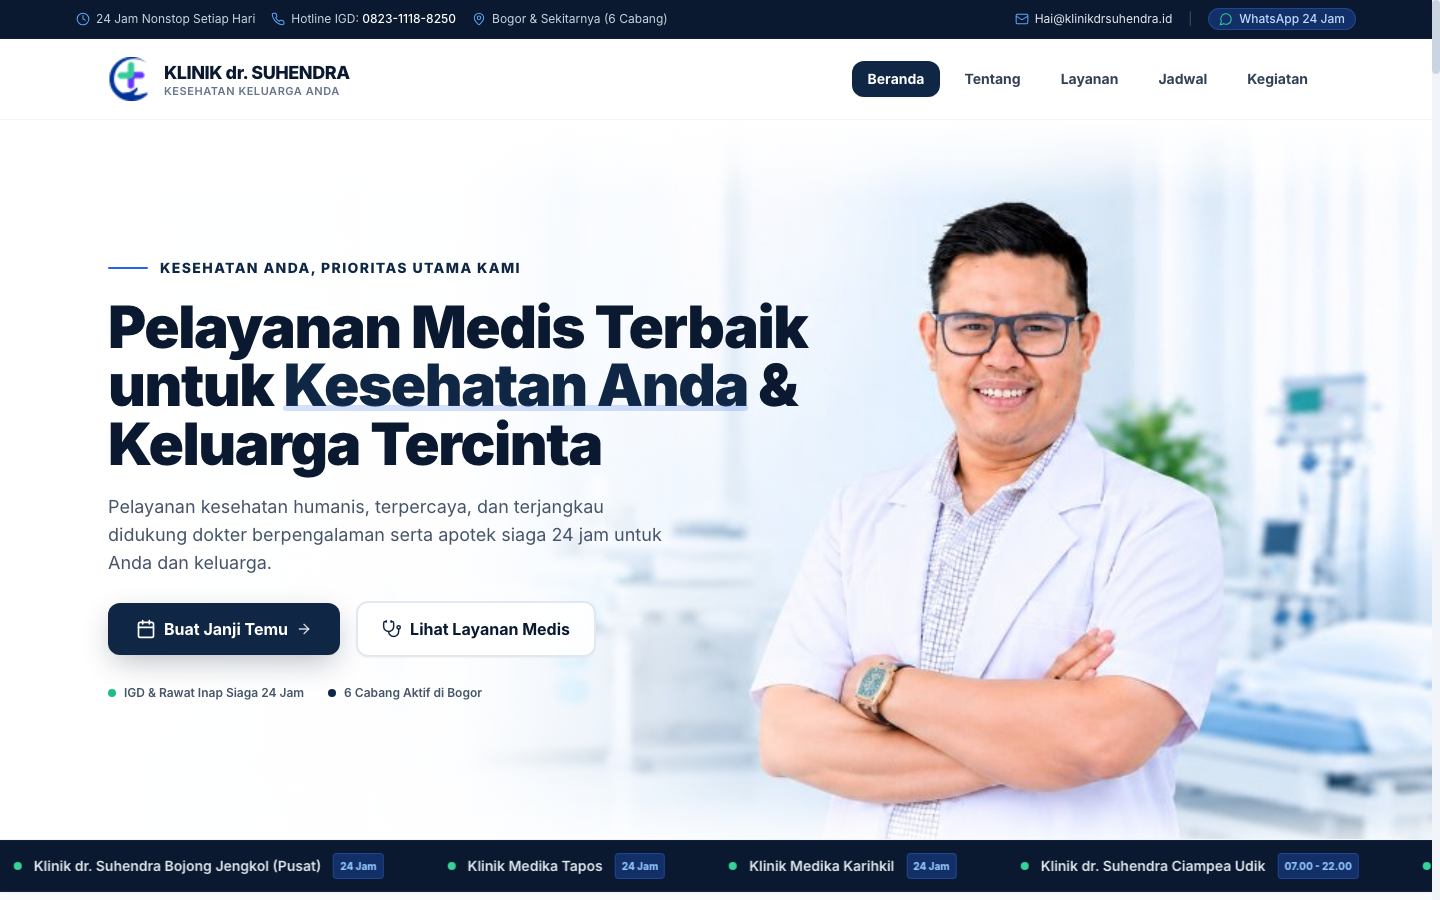 24 Jam Nonstop Setiap Hari
Hotline IGD: 0823-1118-8250
Bogor & Sekitarnya (6 Cabang)
Hai@klinikdrsuhendra.id
WhatsApp 24 Jam
KLINIK dr. SUHENDRA
KESEHATAN KELUARGA ANDA
Beranda
Tentang
Layanan
Jadwal
Kegiatan
KESEHATAN ANDA, PRIORITAS UTAMA KAMI
Pelayanan Medis Terbaik
untuk Kesehatan Anda &
Keluarga Tercinta
Pelayanan kesehatan humanis, terpercaya, dan terjangkau
didukung dokter berpengalaman serta apotek siaga 24 jam untuk
Anda dan keluarga.
Buat Janji Temu
Lihat Layanan Medis
IGD & Rawat Inap Siaga 24 Jam
6 Cabang Aktif di Bogor
Klinik dr. Suhendra Bojong Jengkol (Pusat)
24 Jam
Klinik Medika Tapos
24 Jam
Klinik Medika Karihkil
24 Jam
Klinik dr. Suhendra Ciampea Udik
07.00 - 22.00